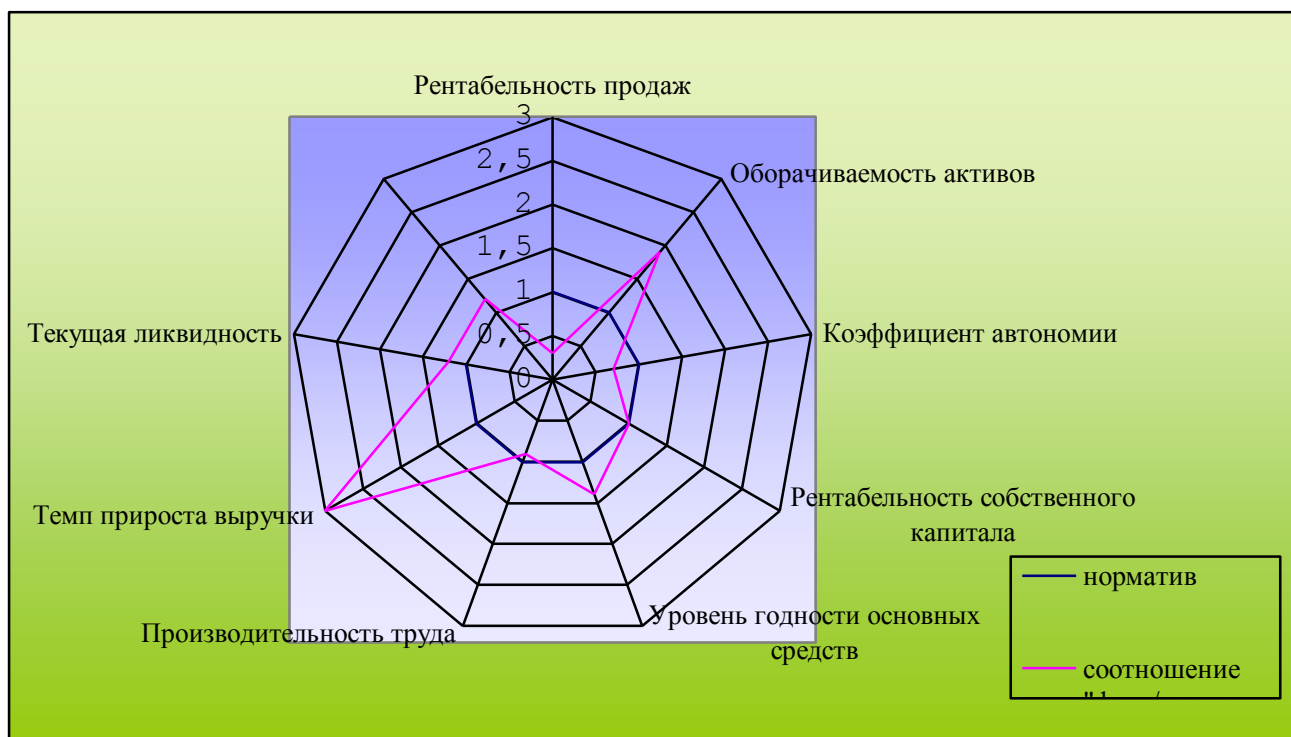 Рентабельность продаж
3
2,5
2
1,5
1
0,5
0
Оборачиваемость активов
Коэффициент автономии
Рентабельность собственного
капитала
Уровень годности основных
средств
Производительность труда
Темп прироста выручки
Текущая ликвидность
норматив
соотношение